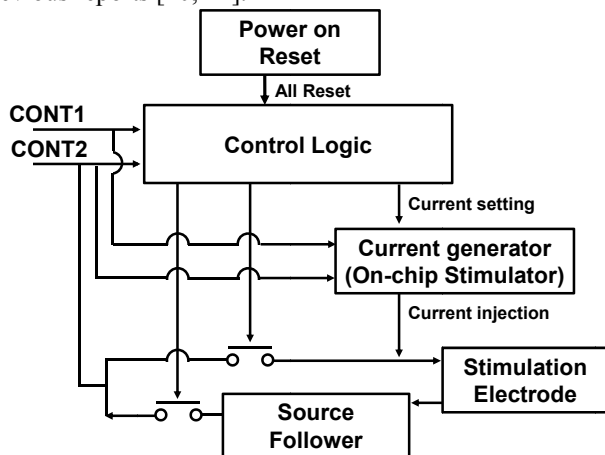 Power on
Reset
All Reset
CONT1
CONT2
Control Logic
Current setting
Current generator
(On-chip Stimulator)
Current injection
Stimulation
Electrode
Source
Follower